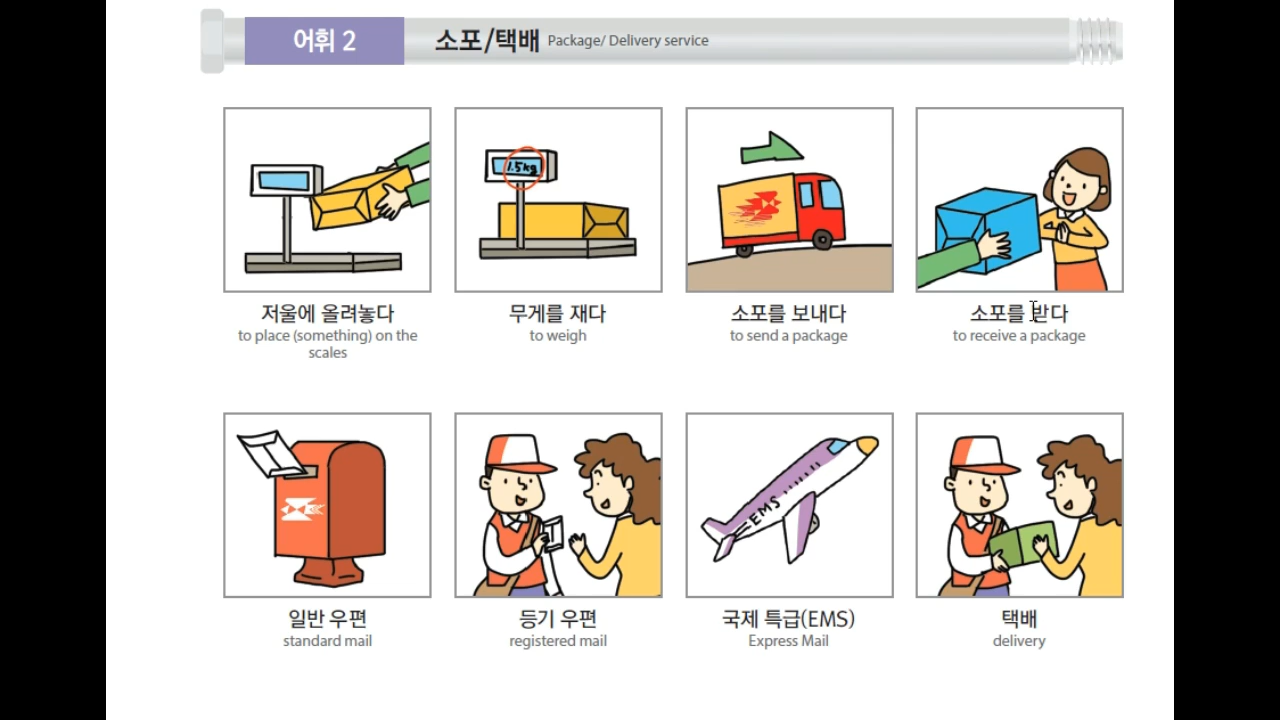 어휘 2
소포/택배 Package/ Delivery service
1.5kg
저울에 올려놓다
to place (something) on the
scales
무게를 재다
to weigh
소포를 보내다
to send a package
소포를 받다
to receive a package
EMS
일반 우편
standard mail
등기 우편
registered mail
국제 특급(EMS)
Express Mail
택배
delivery